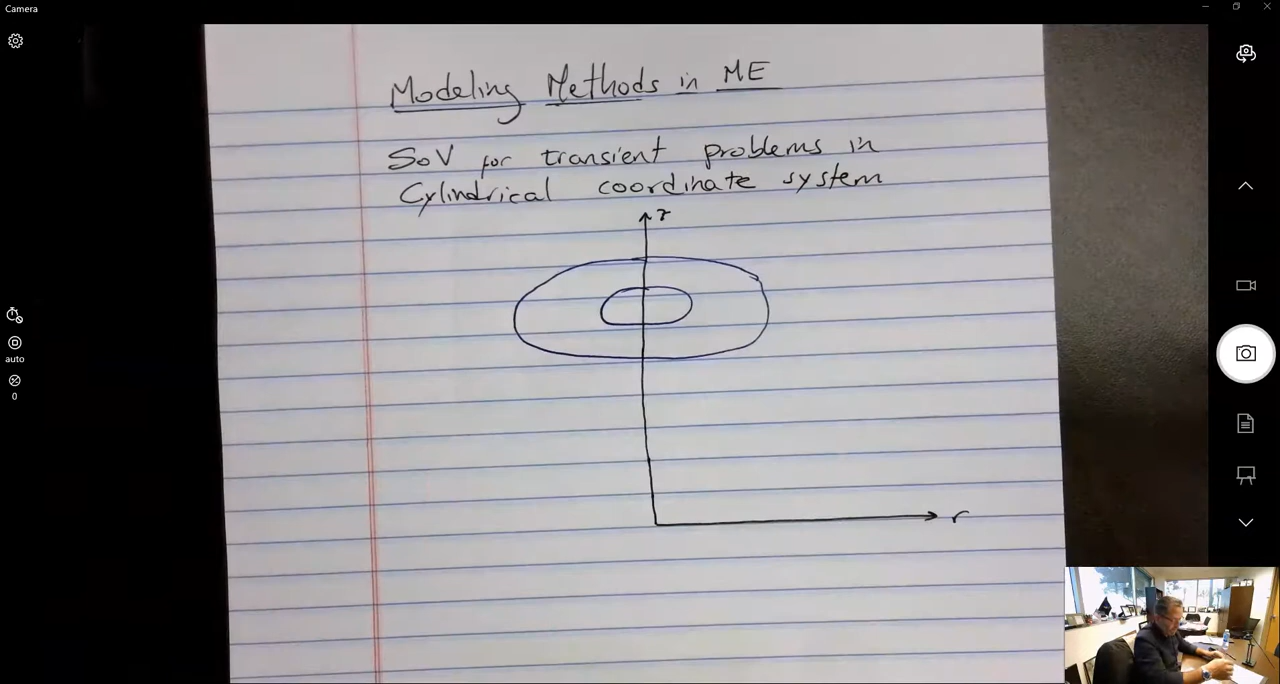 Camera
Modeling Methods in ME
SoV for transient problems in
Cylindrical coordinate system
r
auto
0